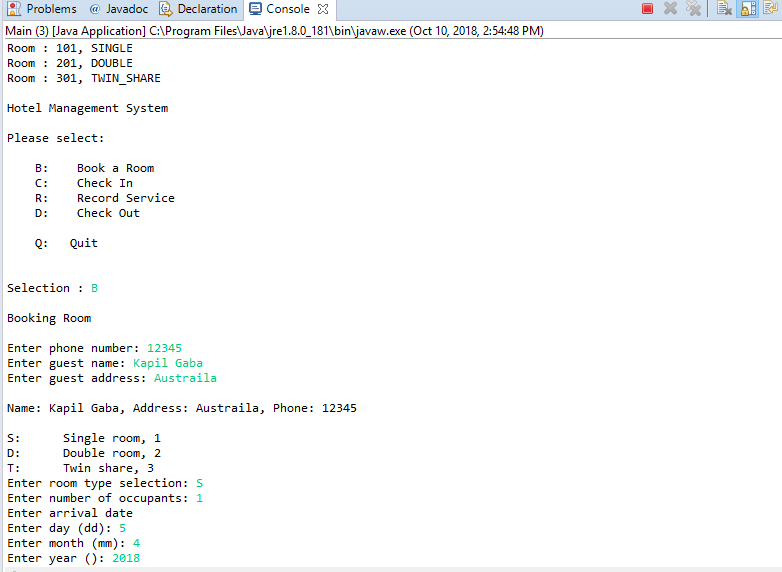 Problems @ Javadoc Declaration Console
Main (3) [Java Application] C:\Program Files\Java\jre1.8.0_181\bin\javaw.exe (Oct 10, 2018, 2:54:48 PM)
Room : 101, SINGLE
Room : 201, DOUBLE
Room : 301, TWIN_SHARE
Hotel Management System
Please select:
B: Book a Room
C: Check In
R: Record Service
D: Check Out
Q: Quit
Selection : B
Booking Room
Enter phone number: 12345
Enter guest name: Kapil Gaba
Enter guest address: Austraila
Name: Kapil Gaba, Address: Austraila, Phone: 12345
S: Single room, 1
D: Double room, 2
T: Twin share, 3
Enter room type selection: S
Enter number of occupants: 1
Enter arrival date
Enter day (dd): 5
Enter month (mm): 4
Enter year (): 2018